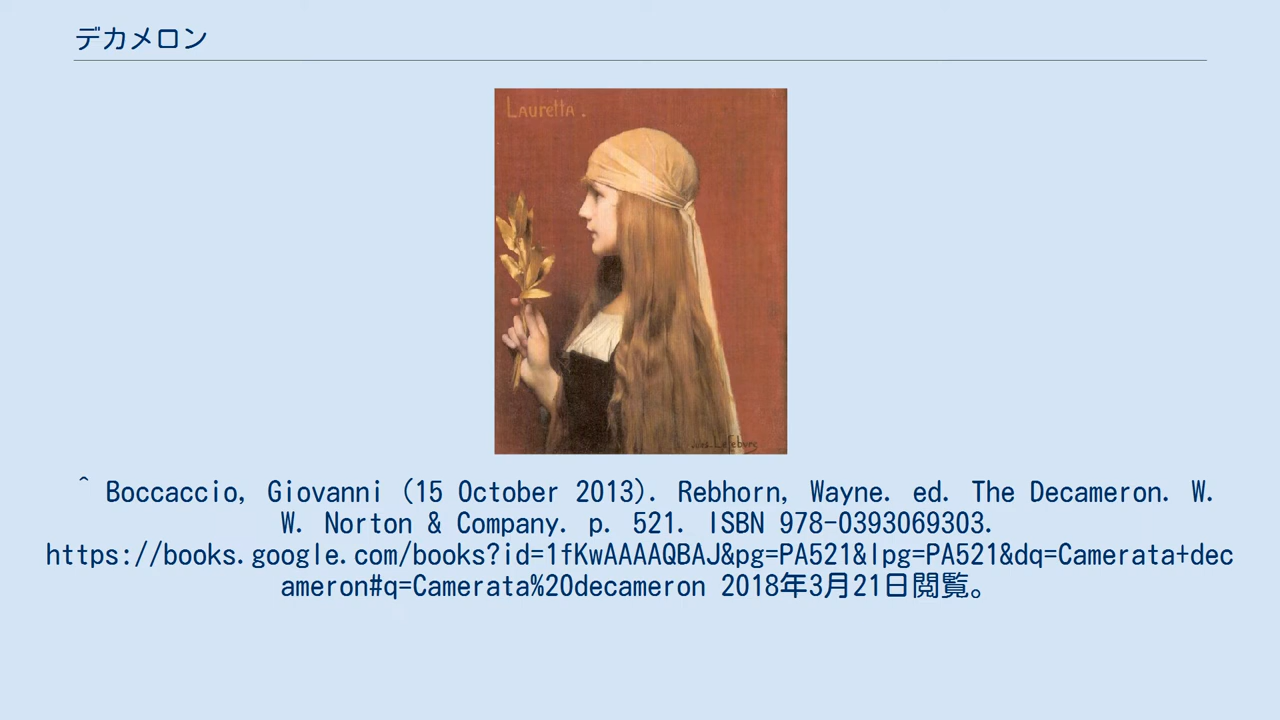 デカメロン
Lauretta.
Lefebvre
^ Boccaccio, Giovanni (15 October 2013). Rebhorn, Wayne. ed. The Decameron. W.
W. Norton & Company. p. 521. ISBN 978-0393069303.
https://books.google.com/books?id=1fKwAAAAQBAJ&pg=PA521&lpg=PA521&dq=Camerata+dec
ameron#q=Camerata%20decameron 2018年3月21日閲覧。